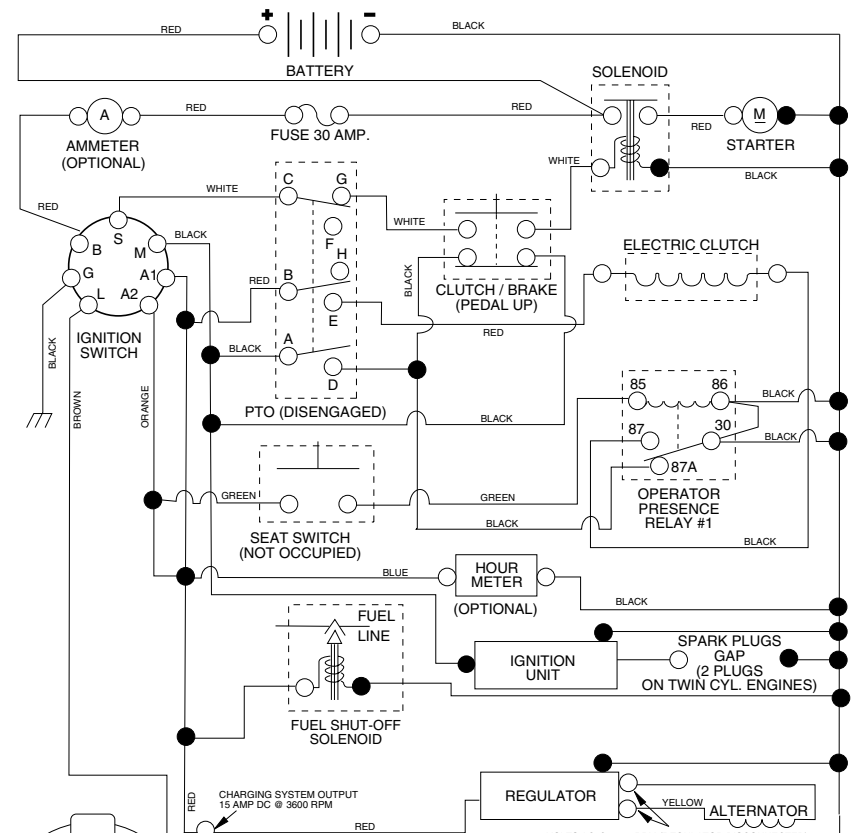 + -
RED
BLACK
BATTERY
SOLENOID
A
RED
RED
M
RED
AMMETER
(OPTIONAL)
FUSE 30 AMP.
STARTER
WHITE
BLACK
RED
C G
WHITE
WHITE
S
BLACK
B
M
F
H
G
A1
L A2
RED
B
E
BLACK
CLUTCH / BRAKE
(PEDAL UP)
ELECTRIC CLUTCH
RED
IGNITION
SWITCH
BLACK
A
D
BLACK
BROWN
ORANGE
PTO (DISENGAGED)
BLACK
85 86
BLACK
87 30
BLACK
87A
OPERATOR
PRESENCE
RELAY #1
GREEN
GREEN
BLACK
BLACK
SEAT SWITCH
(NOT OCCUPIED)
BLUE
HOUR
METER
(OPTIONAL)
BLACK
FUEL
LINE
IGNITION
UNIT
SPARK PLUGS
GAP
(2 PLUGS
ON TWIN CYL. ENGINES)
FUEL SHUT-OFF
SOLENOID
RED
CHARGING SYSTEM OUTPUT
15 AMP DC @ 3600 RPM
RED
REGULATOR
YELLOW
ALTERNATOR